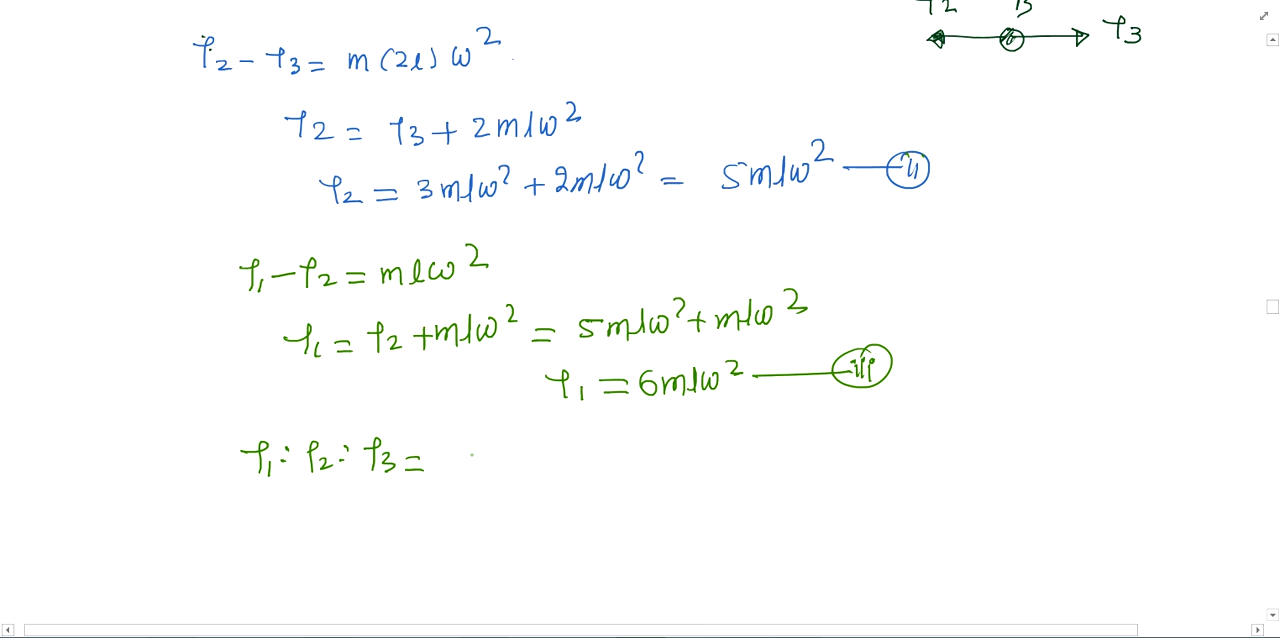 T2 B
T3
T2 - T3 = m(2l)ω²
T2 = T3 + 2mlω²
T2 = 3mlω² + 2mlω² = 5mlω² — (ii)
T1 - T2 = mlω²
T1 = T2 + mlω² = 5mlω² + mlω²
T1 = 6mlω² — (iii)
T1 : T2 : T3 =